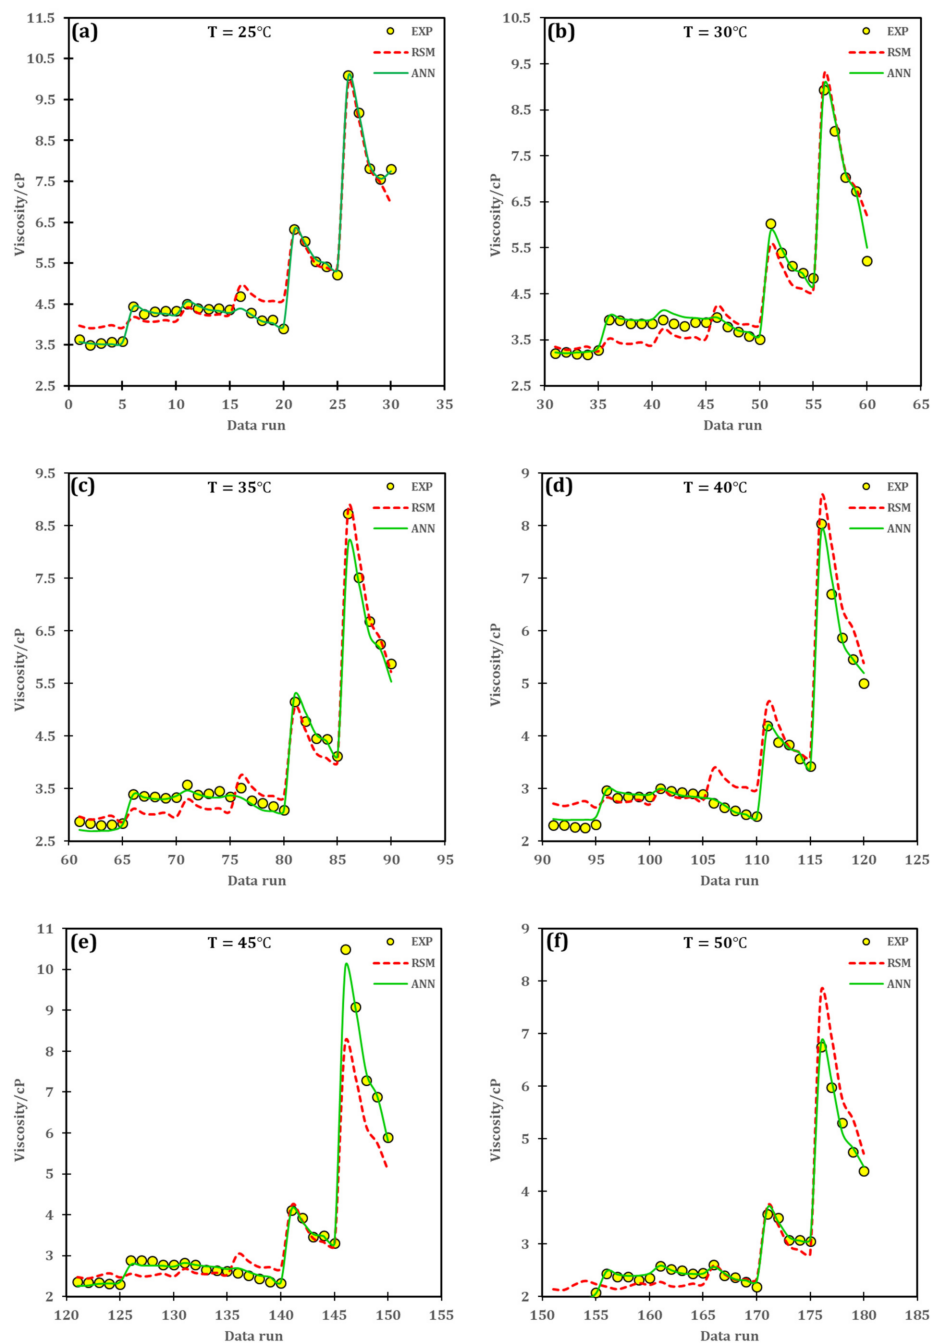 (a)
T = 25℃
EXP
RSM
ANN
11.5
10.5
9.5
8.5
7.5
6.5
5.5
4.5
3.5
2.5
Viscosity/cP
0 5 10 15 20 25 30 35
Data run
(b)
T = 30℃
EXP
RSM
ANN
10.5
9.5
8.5
7.5
6.5
5.5
4.5
3.5
2.5
Viscosity/cP
30 35 40 45 50 55 60 65
Data run
(c)
T = 35℃
EXP
RSM
ANN
9.5
8.5
7.5
6.5
5.5
4.5
3.5
2.5
Viscosity/cP
60 65 70 75 80 85 90 95
Data run
(d)
T = 40℃
EXP
RSM
ANN
9
8
7
6
5
4
3
2
Viscosity/cP
90 95 100 105 110 115 120 125
Data run
(e)
T = 45℃
EXP
RSM
ANN
11
10
9
8
7
6
5
4
3
2
Viscosity/cP
120 125 130 135 140 145 150 155
Data run
(f)
T = 50℃
EXP
RSM
ANN
9
8
7
6
5
4
3
2
Viscosity/cP
150 155 160 165 170 175 180 185
Data run